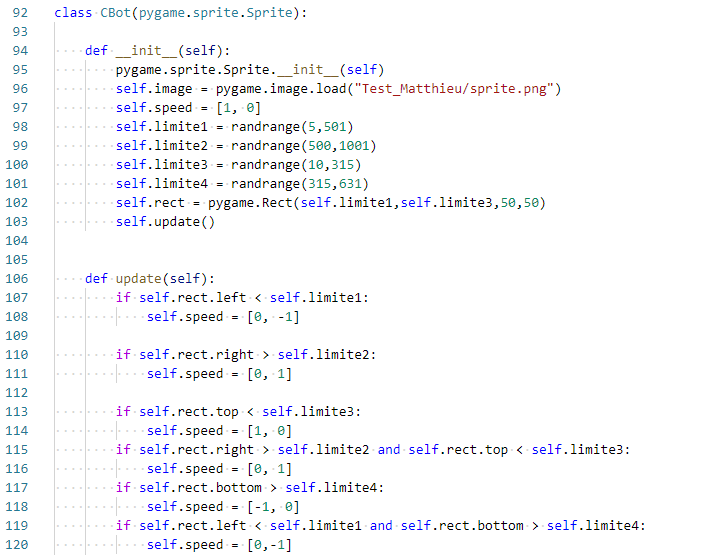 92 class CBot(pygame.sprite.Sprite):
93
94 def __init__(self):
95 pygame.sprite.Sprite.__init__(self)
96 self.image = pygame.image.load("Test_Matthieu/sprite.png")
97 self.speed = [1, 0]
98 self.limite1 = randrange(5,501)
99 self.limite2 = randrange(500,1001)
100 self.limite3 = randrange(10,315)
101 self.limite4 = randrange(315,631)
102 self.rect = pygame.Rect(self.limite1,self.limite3,50,50)
103 self.update()
104
105
106 def update(self):
107 if self.rect.left < self.limite1:
108 self.speed = [0, -1]
109
110 if self.rect.right > self.limite2:
111 self.speed = [0, 1]
112
113 if self.rect.top < self.limite3:
114 self.speed = [1, 0]
115 if self.rect.right > self.limite2 and self.rect.top < self.limite3:
116 self.speed = [0, 1]
117 if self.rect.bottom > self.limite4:
118 self.speed = [-1, 0]
119 if self.rect.left < self.limite1 and self.rect.bottom > self.limite4:
120 self.speed = [0,-1]